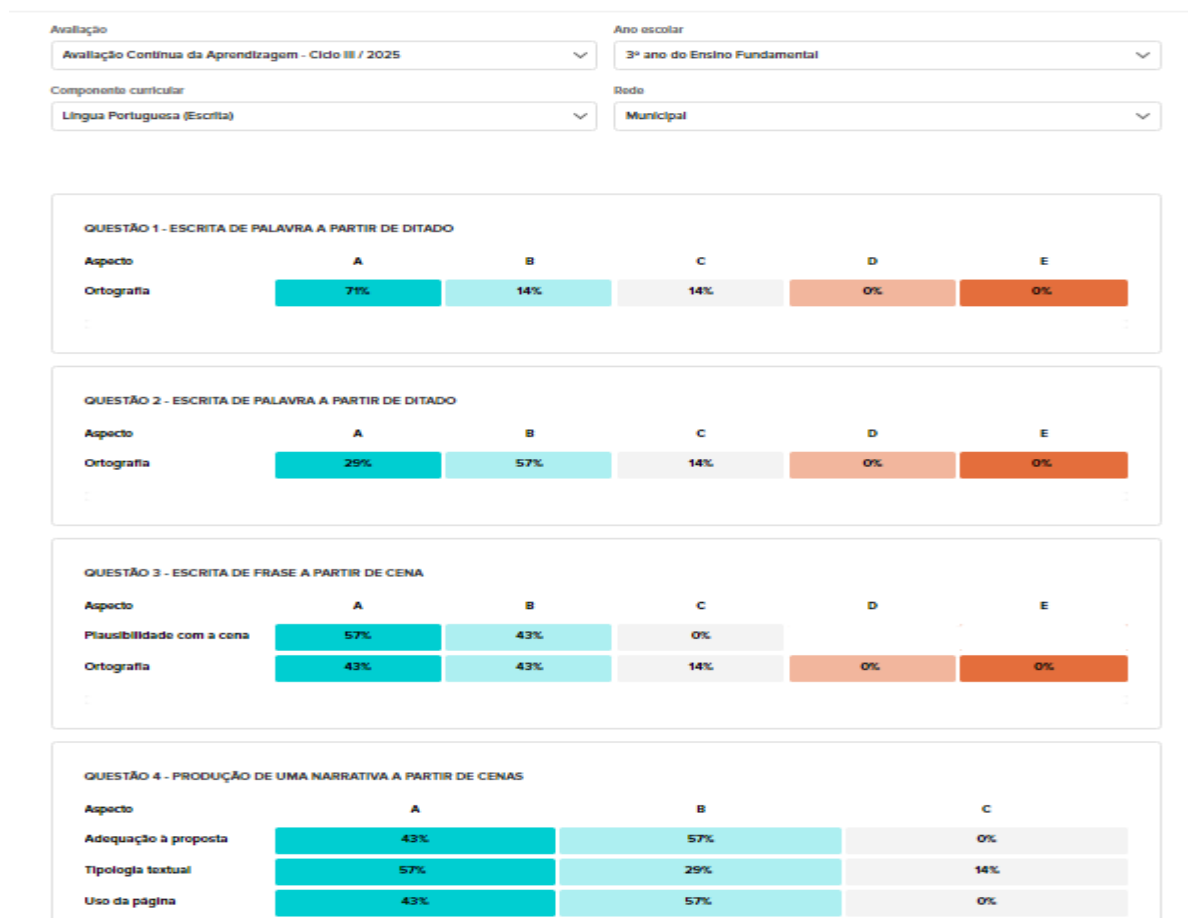 Avaliação Ano escolar
Avaliação Contínua da Aprendizagem - Ciclo III / 2025 3º ano do Ensino Fundamental
Componente curricular Rede
Língua Portuguesa (Escrita) Municipal
QUESTÃO 1 - ESCRITA DE PALAVRA A PARTIR DE DITADO
Aspecto A B C D E
Ortografia 71% 14% 14% 0% 0%
QUESTÃO 2 - ESCRITA DE PALAVRA A PARTIR DE DITADO
Aspecto A B C D E
Ortografia 29% 57% 14% 0% 0%
QUESTÃO 3 - ESCRITA DE FRASE A PARTIR DE CENA
Aspecto A B C D E
Plausibilidade com a cena 57% 43% 0%
Ortografia 43% 43% 14% 0% 0%
QUESTÃO 4 - PRODUÇÃO DE UMA NARRATIVA A PARTIR DE CENAS
Aspecto A B C
Adequação à proposta 43% 57% 0%
Tipologia textual 57% 29% 14%
Uso da página 43% 57% 0%